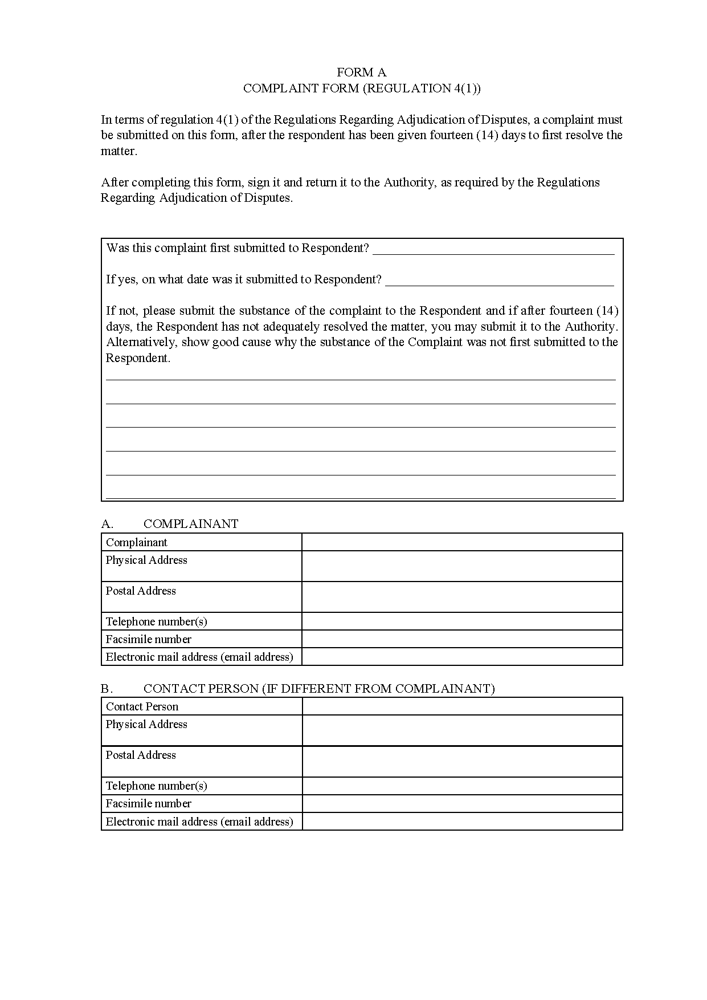 FORM A
COMPLAINT FORM (REGULATION 4(1))
In terms of regulation 4(1) of the Regulations Regarding Adjudication of Disputes, a complaint must
be submitted on this form, after the respondent has been given fourteen (14) days to first resolve the
matter.
After completing this form, sign it and return it to the Authority, as required by the Regulations
Regarding Adjudication of Disputes.
Was this complaint first submitted to Respondent?
If yes, on what date was it submitted to Respondent?
If not, please submit the substance of the complaint to the Respondent and if after fourteen (14)
days, the Respondent has not adequately resolved the matter, you may submit it to the Authority.
Alternatively, show good cause why the substance of the Complaint was not first submitted to the
Respondent.
A. COMPLAINANT
Complainant
Physical Address
Postal Address
Telephone number(s)
Facsimile number
Electronic mail address (email address)
B. CONTACT PERSON (IF DIFFERENT FROM COMPLAINANT)
Contact Person
Physical Address
Postal Address
Telephone number(s)
Facsimile number
Electronic mail address (email address)